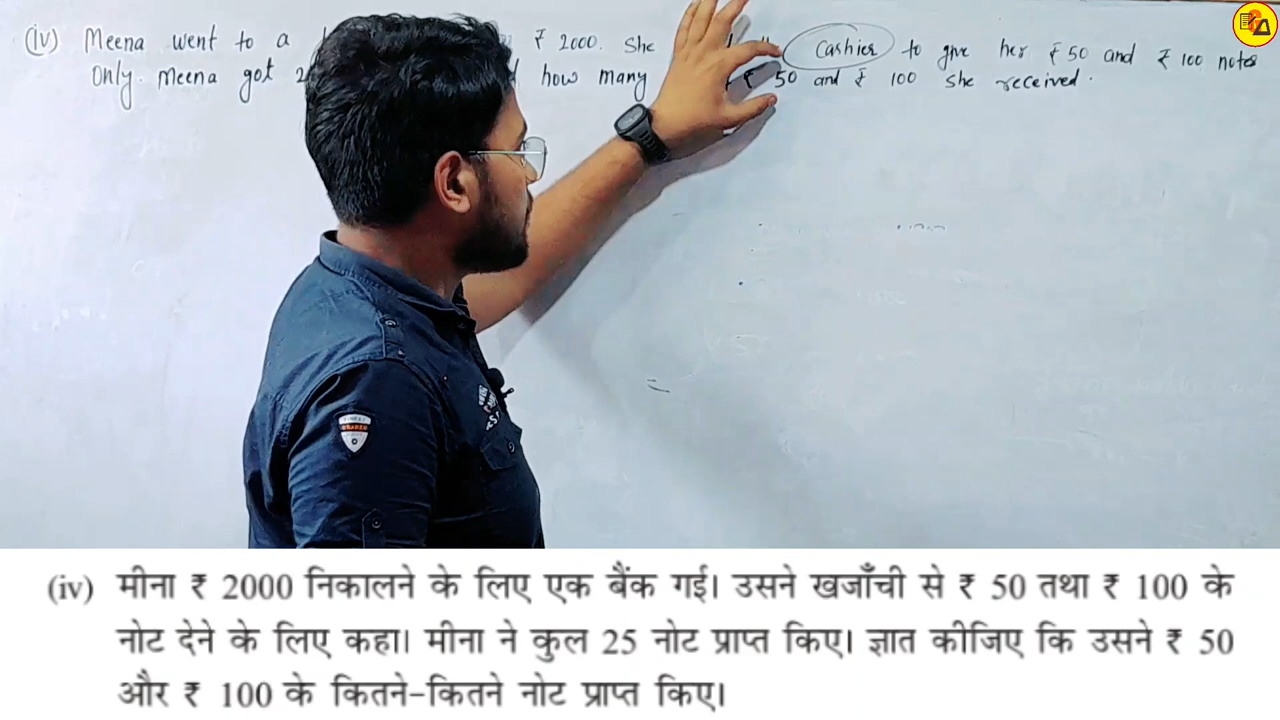 (iv) Meena went to a ₹ 2000. She Cashier to give her ₹ 50 and ₹ 100 notes
Only. Meena got how many ₹ 50 and ₹ 100 she received.
(iv) मीना ₹ 2000 निकालने के लिए एक बैंक गई। उसने खजाँची से ₹ 50 तथा ₹ 100 के
नोट देने के लिए कहा। मीना ने कुल 25 नोट प्राप्त किए। ज्ञात कीजिए कि उसने ₹ 50
और ₹ 100 के कितने-कितने नोट प्राप्त किए।